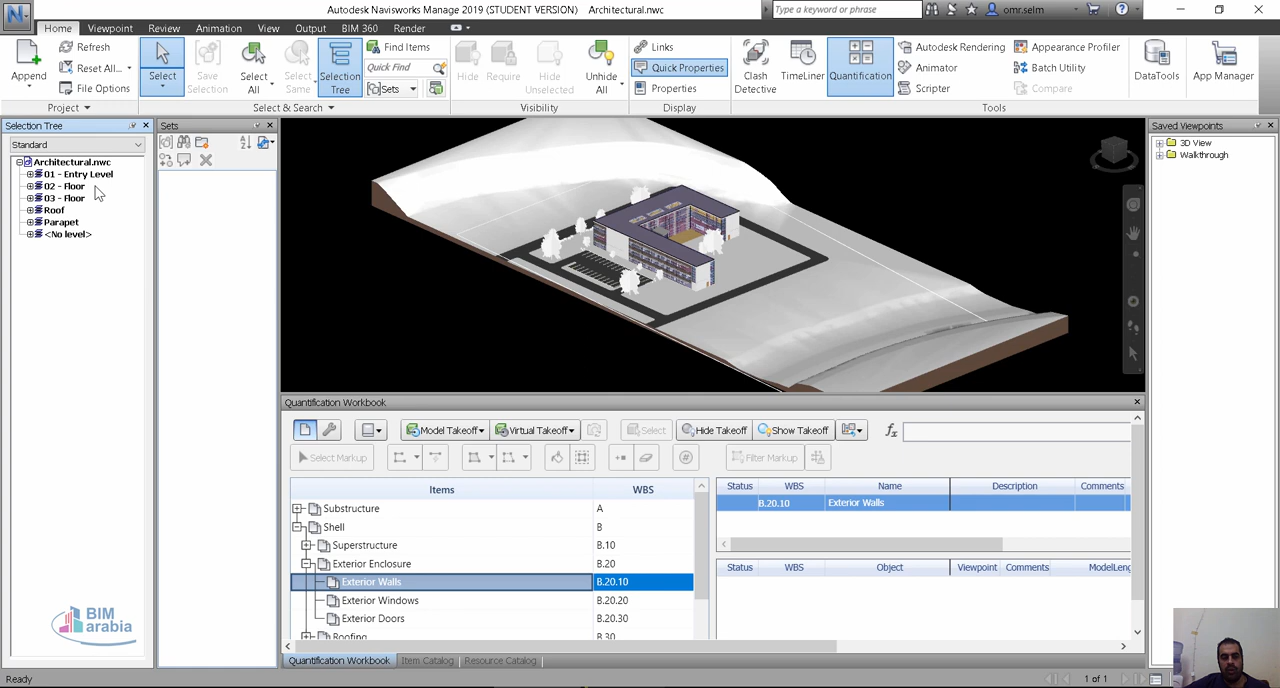 Autodesk Navisworks Manage 2019 (STUDENT VERSION) Architectural.nwc
Type a keyword or phrase
omr.selm
Home Viewpoint Review Animation View Output BIM 360 Render
Append
Refresh
Reset All...
File Options
Project
Select
Save Selection
Select All
Select Same
Selection Tree
Find Items
Quick Find
Sets
Select & Search
Hide
Require
Hide Unselected
Unhide All
Visibility
Links
Quick Properties
Properties
Display
Clash Detective
TimeLiner
Quantification
Autodesk Rendering
Animator
Scripter
Appearance Profiler
Batch Utility
Compare
Tools
DataTools
App Manager
Selection Tree
Standard
Architectural.nwc
01 - Entry Level
02 - Floor
03 - Floor
Roof
Parapet
<No level>
Sets
Saved Viewpoints
3D View
Walkthrough
Quantification Workbook
Model Takeoff
Virtual Takeoff
Select
Hide Takeoff
Show Takeoff
fx
Select Markup
Filter Markup
Items WBS
Substructure A
Shell B
Superstructure B.10
Exterior Enclosure B.20
Exterior Walls B.20.10
Exterior Windows B.20.20
Exterior Doors B.20.30
Roofing B.30
Status WBS Name Description Comments
B.20.10 Exterior Walls
Status WBS Object Viewpoint Comments ModelLeng
Quantification Workbook Item Catalog Resource Catalog
BIM
arabia
Ready
1 of 1